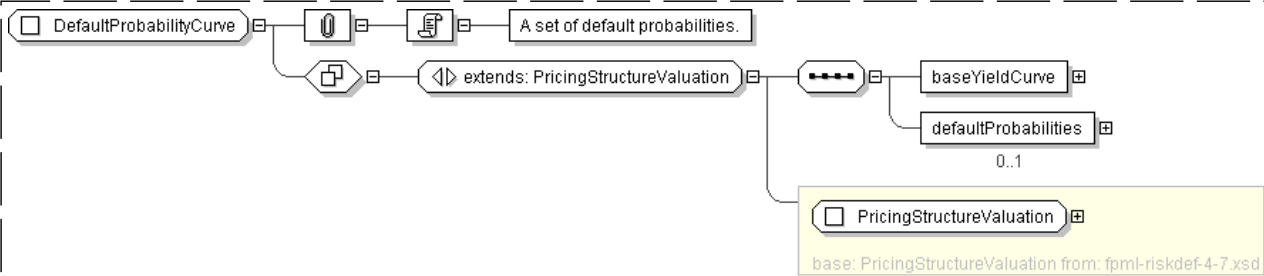 DefaultProbabilityCurve
A set of default probabilities.
extends: PricingStructureValuation
baseYieldCurve
defaultProbabilities
0..1
PricingStructureValuation
base: PricingStructureValuation from: fpml-riskdef-4-7.xsd